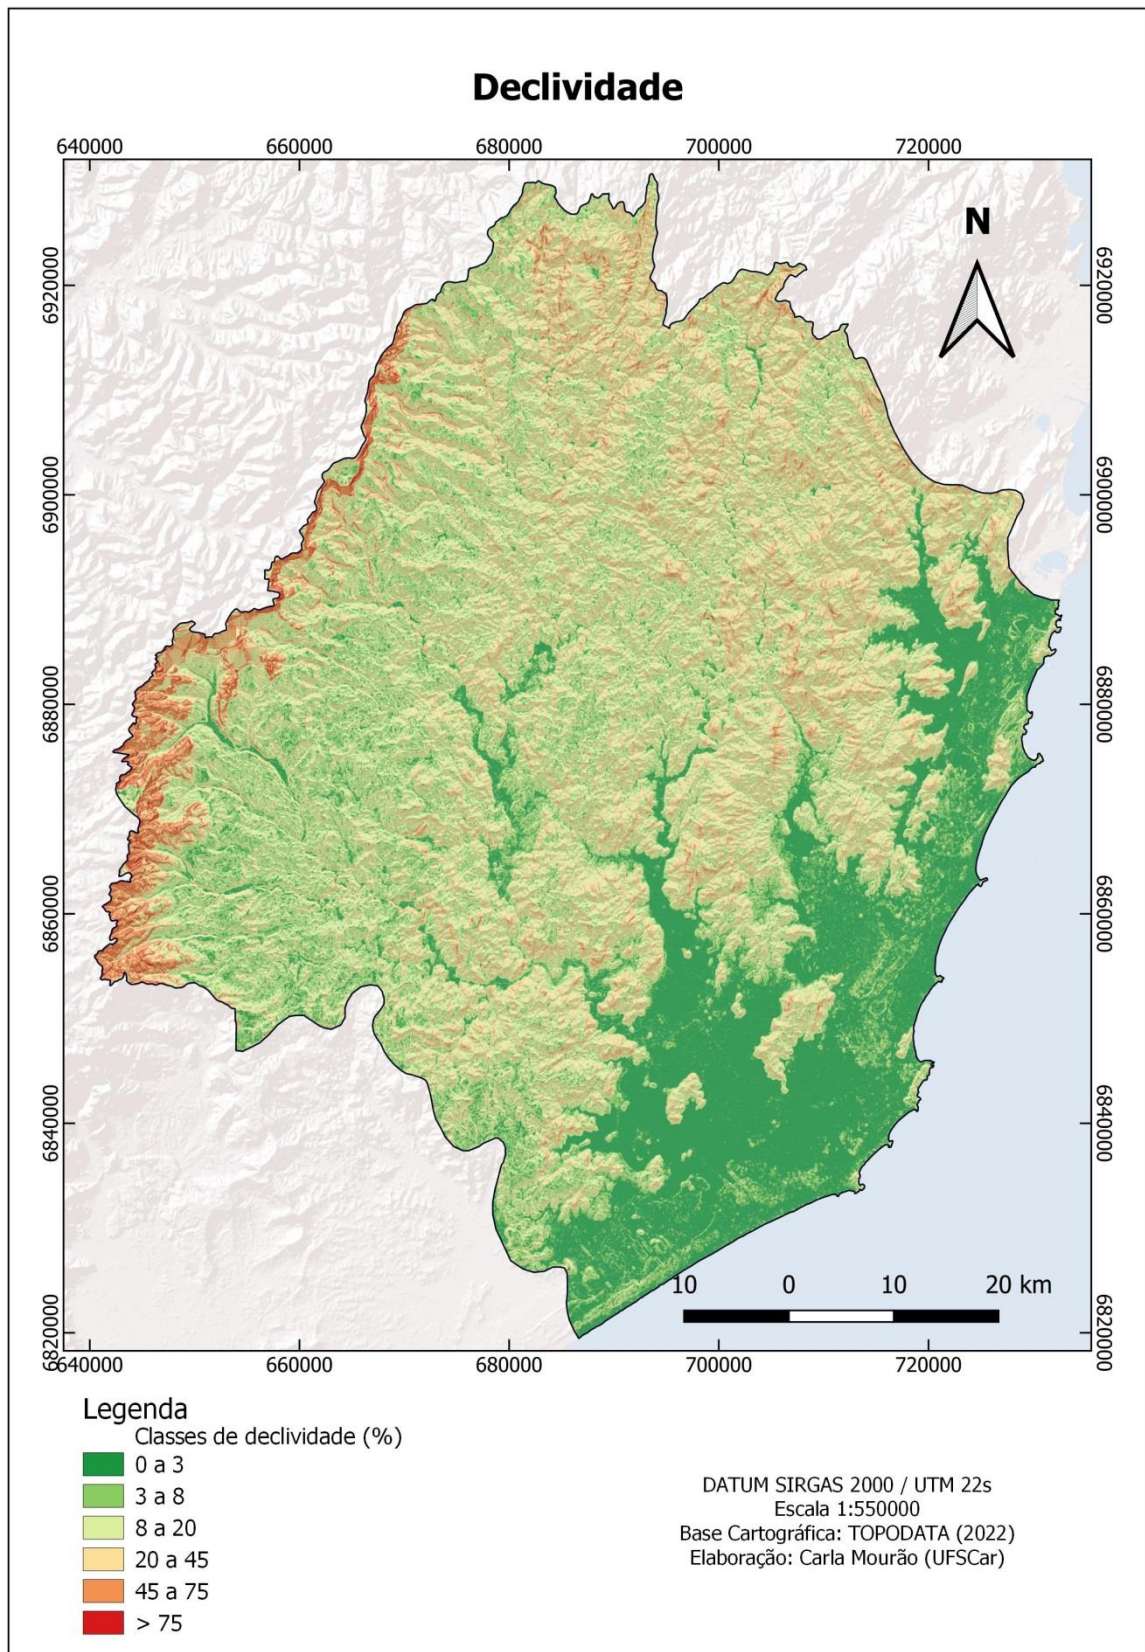 Declividade
640000 660000 680000 700000 720000
N
6920000 6920000
6900000 6900000
6880000 6880000
6860000 6860000
6840000 6840000
6820000 6820000
10 0 10 20 km
640000 660000 680000 700000 720000
Legenda
Classes de declividade (%)
0 a 3
3 a 8
8 a 20
20 a 45
45 a 75
> 75
DATUM SIRGAS 2000 / UTM 22s
Escala 1:550000
Base Cartográfica: TOPODATA (2022)
Elaboração: Carla Mourão (UFSCar)